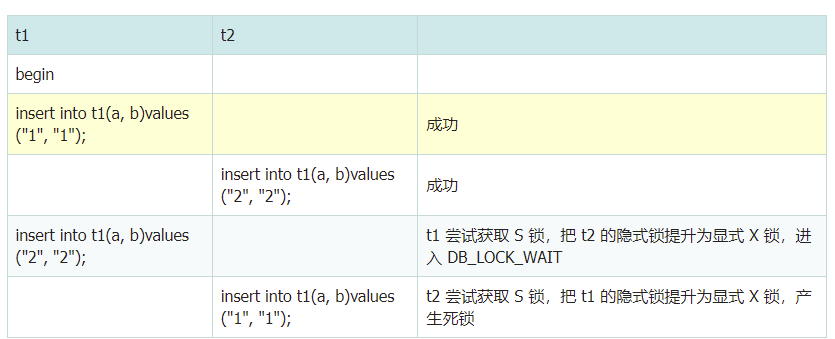 t1
t2
begin
insert into t1(a, b)values
("1", "1");
成功
insert into t1(a, b)values
("2", "2");
成功
insert into t1(a, b)values
("2", "2");
t1 尝试获取 S 锁，把 t2 的隐式锁提升为显式 X 锁，进
入 DB_LOCK_WAIT
insert into t1(a, b)values
("1", "1");
t2 尝试获取 S 锁，把 t1 的隐式锁提升为显式 X 锁，产
生死锁